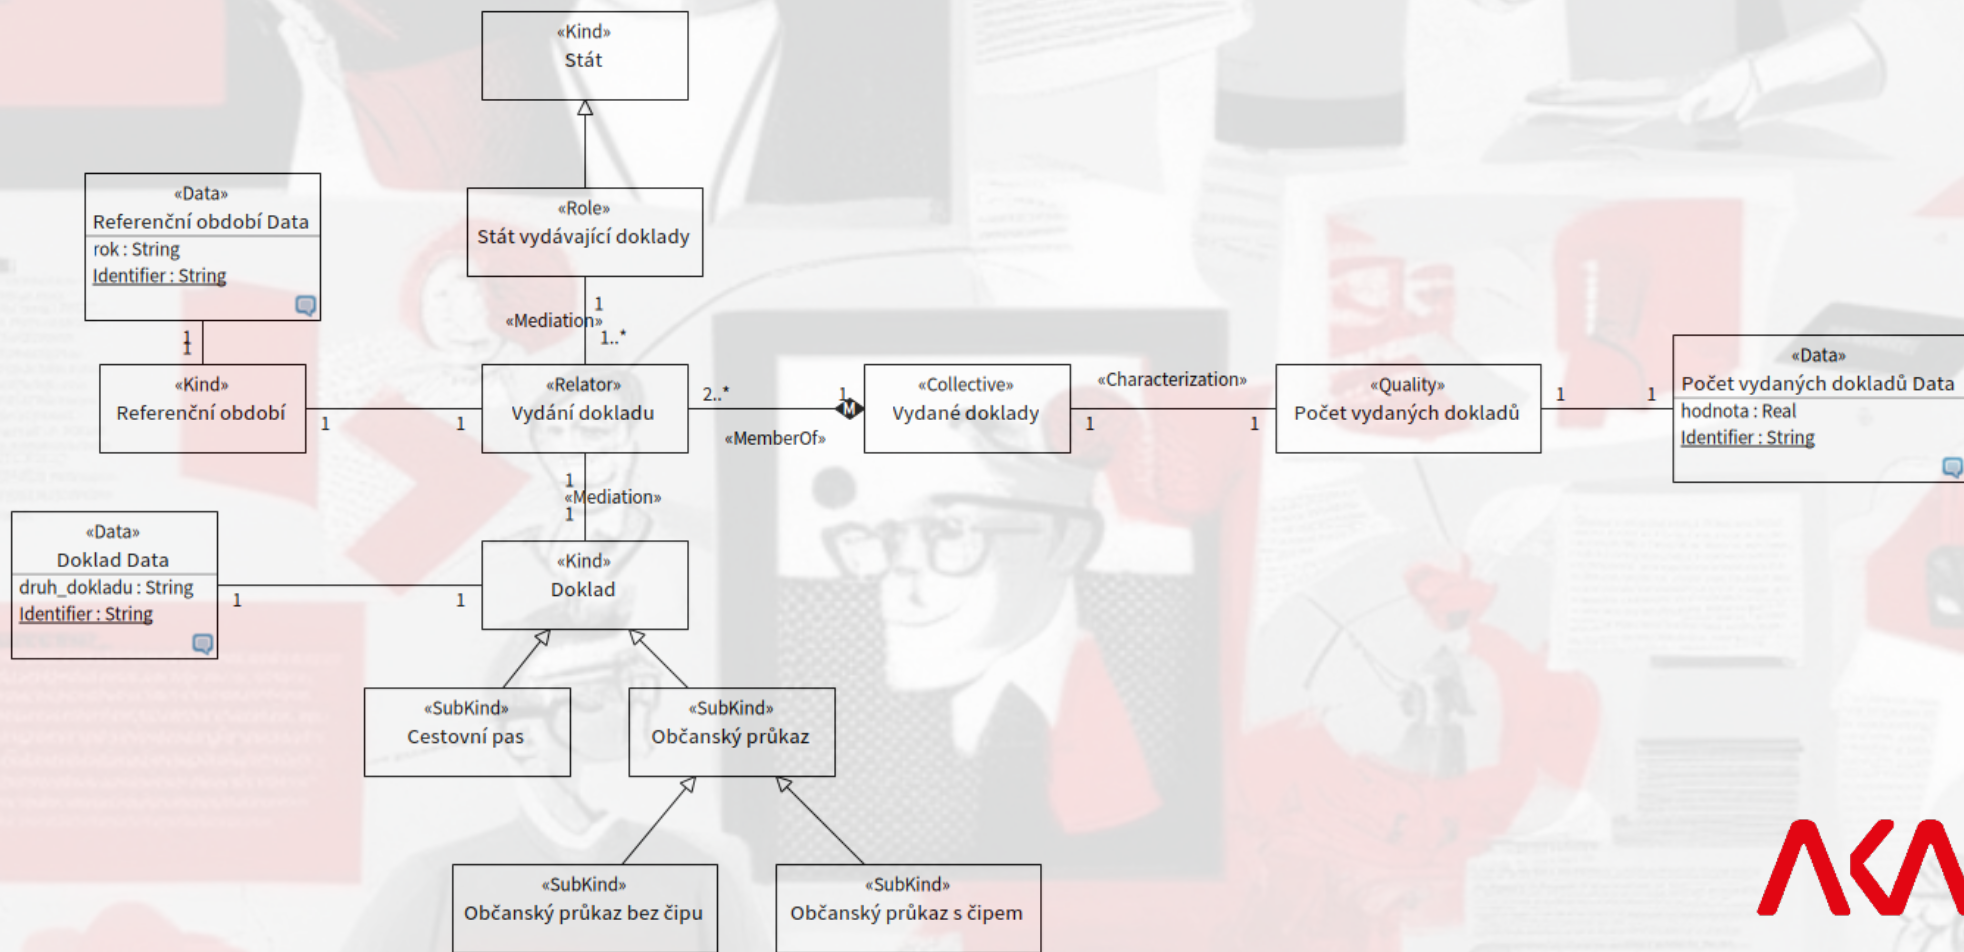 «Kind»
Stát
«Data»
Referenční období Data
rok : String
Identifier : String
«Role»
Stát vydávající doklady
1
«Mediation»
1..*
1
1
«Kind»
Referenční období
1
1
«Relator»
Vydání dokladu
2..*
1
M
«MemberOf»
«Collective»
Vydané doklady
«Characterization»
1
1
«Quality»
Počet vydaných dokladů
1
1
«Data»
Počet vydaných dokladů Data
hodnota : Real
Identifier : String
1
«Mediation»
1
«Data»
Doklad Data
druh_dokladu : String
Identifier : String
1
1
«Kind»
Doklad
«SubKind»
Cestovní pas
«SubKind»
Občanský průkaz
«SubKind»
Občanský průkaz bez čipu
«SubKind»
Občanský průkaz s čipem